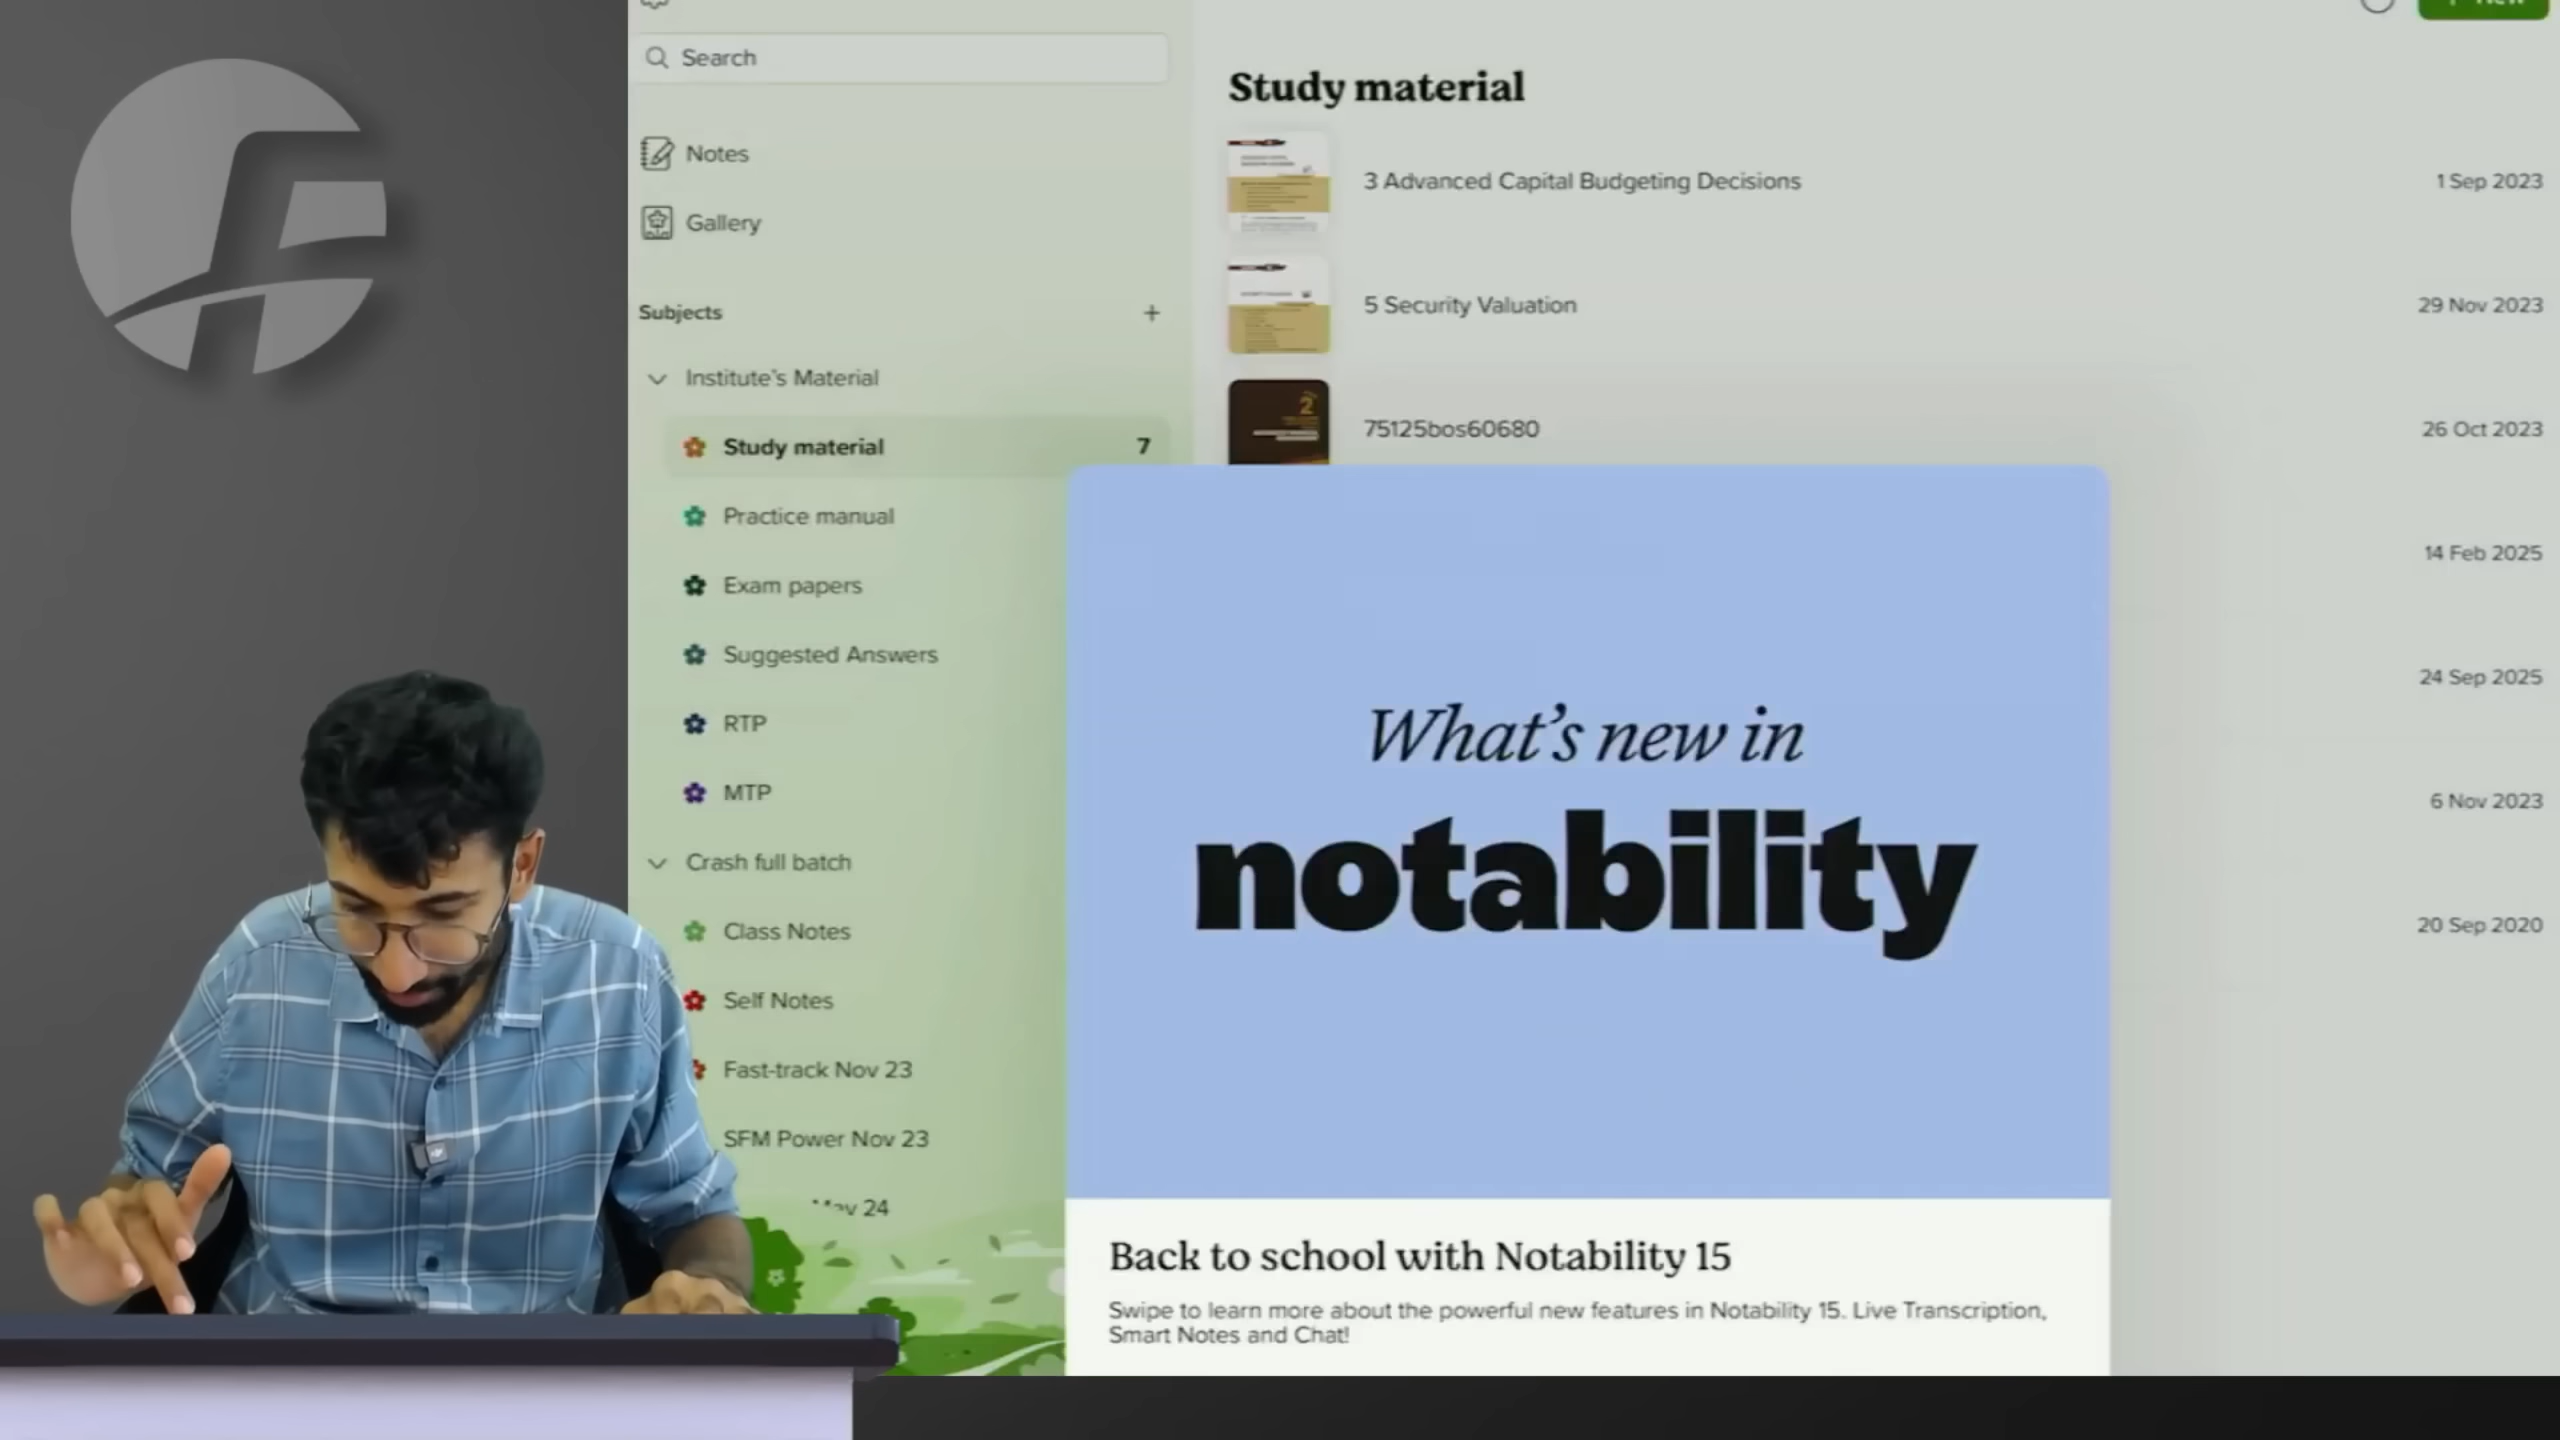 Search
Notes
Gallery
Subjects
Institute's Material
Study material 7
Practice manual
Exam papers
Suggested Answers
RTP
MTP
Crash full batch
Class Notes
Self Notes
Fast-track Nov 23
SFM Power Nov 23
May 24
New
Study material
3 Advanced Capital Budgeting Decisions 1 Sep 2023
5 Security Valuation 29 Nov 2023
2
75125bos60680 26 Oct 2023
14 Feb 2025
24 Sep 2025
6 Nov 2023
20 Sep 2020
What's new in
notability
Back to school with Notability 15
Swipe to learn more about the powerful new features in Notability 15. Live Transcription,
Smart Notes and Chat!